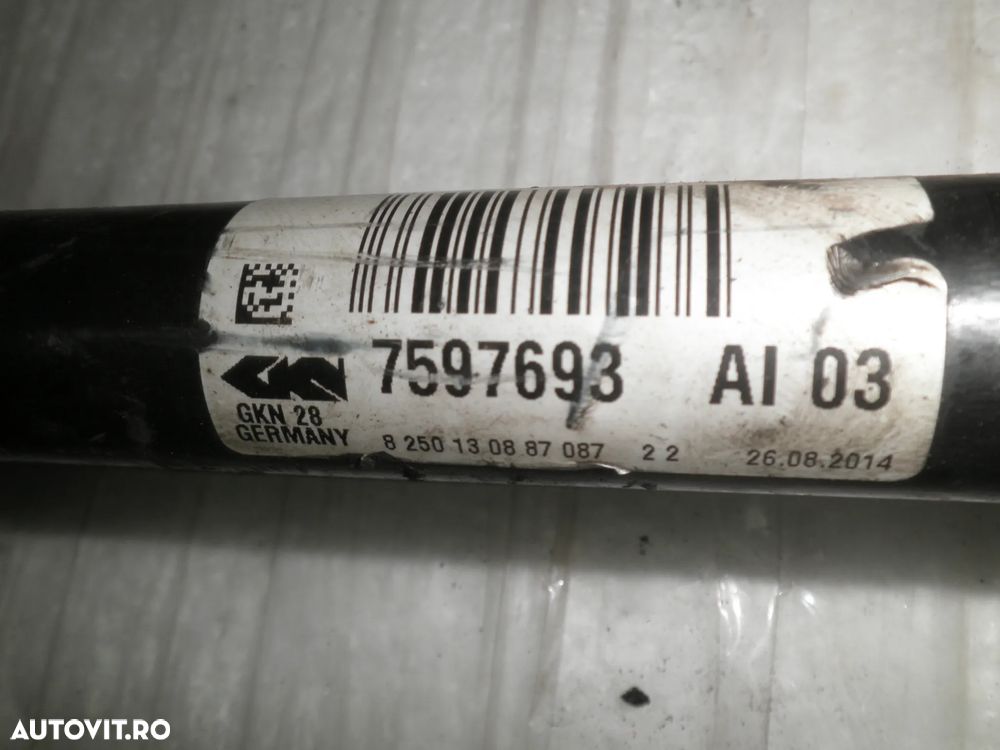 7597693 AI 03
GKN 28
GERMANY
8 250 13 08 87 087 2 2 26.08.2014
AUTOVIT.RO